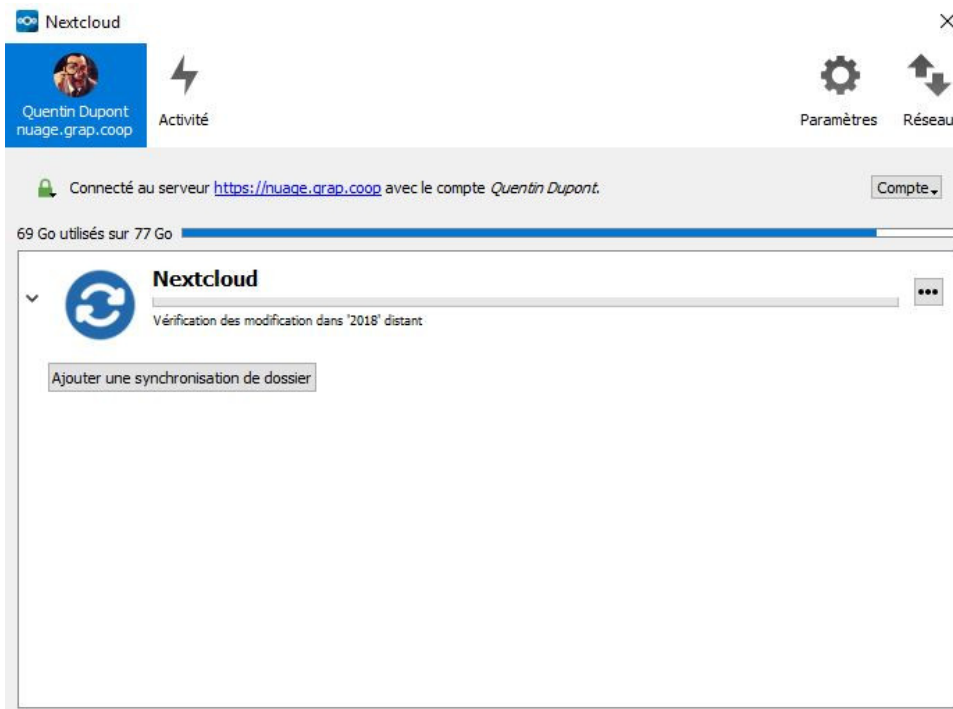 Nextcloud
Quentin Dupont
nuage.grap.coop
Activité
Paramètres
Réseau
Connecté au serveur https://nuage.grap.coop avec le compte Quentin Dupont.
Compte
69 Go utilisés sur 77 Go
Nextcloud
Vérification des modification dans '2018' distant
Ajouter une synchronisation de dossier